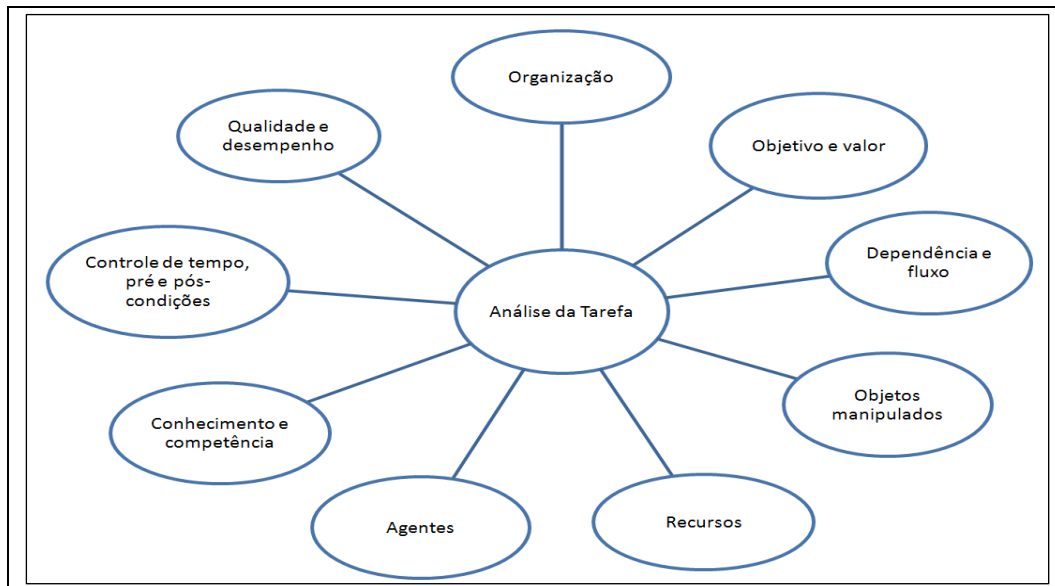 Organização
Qualidade e
desempenho
Objetivo e valor
Dependência e
fluxo
Controle de tempo,
pré e pós-
condições
Análise da Tarefa
Objetos
manipulados
Conhecimento e
competência
Agentes
Recursos